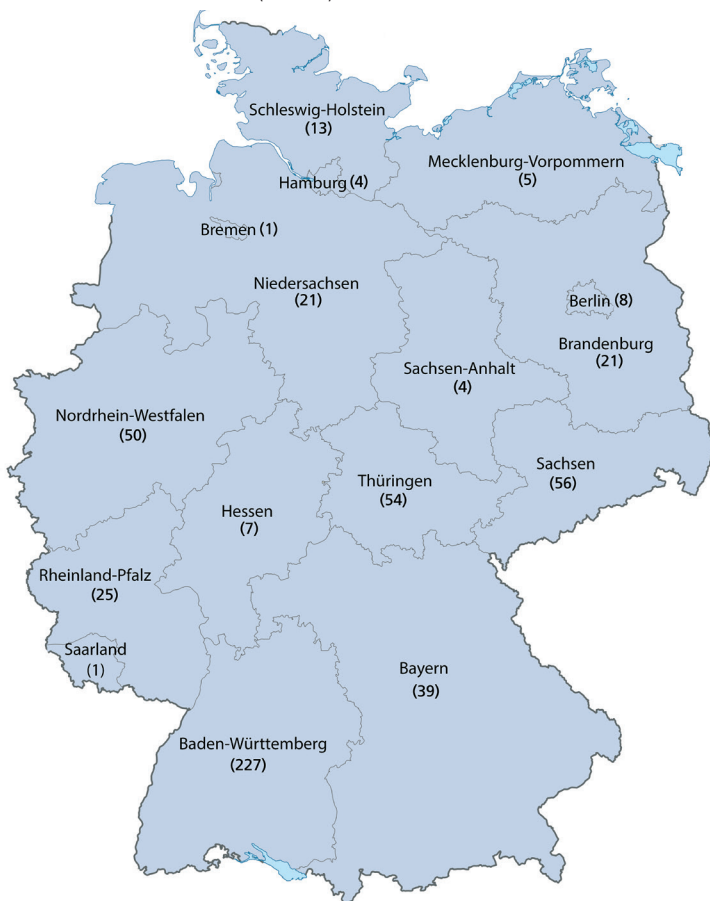 Schleswig-Holstein
(13)
Mecklenburg-Vorpommern
(5)
Hamburg (4)
Bremen (1)
Niedersachsen
(21)
Berlin (8)
Brandenburg
(21)
Sachsen-Anhalt
(4)
Nordrhein-Westfalen
(50)
Sachsen
(56)
Thüringen
(54)
Hessen
(7)
Rheinland-Pfalz
(25)
Saarland
(1)
Bayern
(39)
Baden-Württemberg
(227)